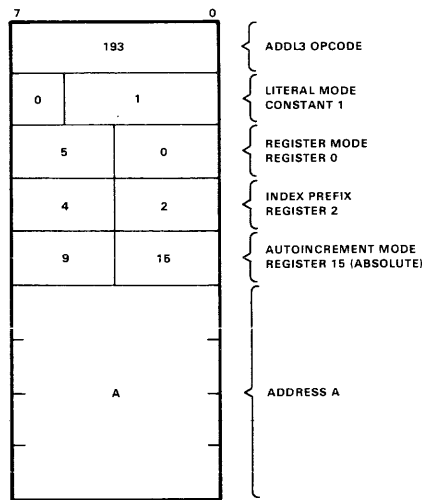 7 0
193 ADDL3 OPCODE
0 1 LITERAL MODE
CONSTANT 1
5 0 REGISTER MODE
REGISTER 0
4 2 INDEX PREFIX
REGISTER 2
9 15 AUTOINCREMENT MODE
REGISTER 15 (ABSOLUTE)
A ADDRESS A